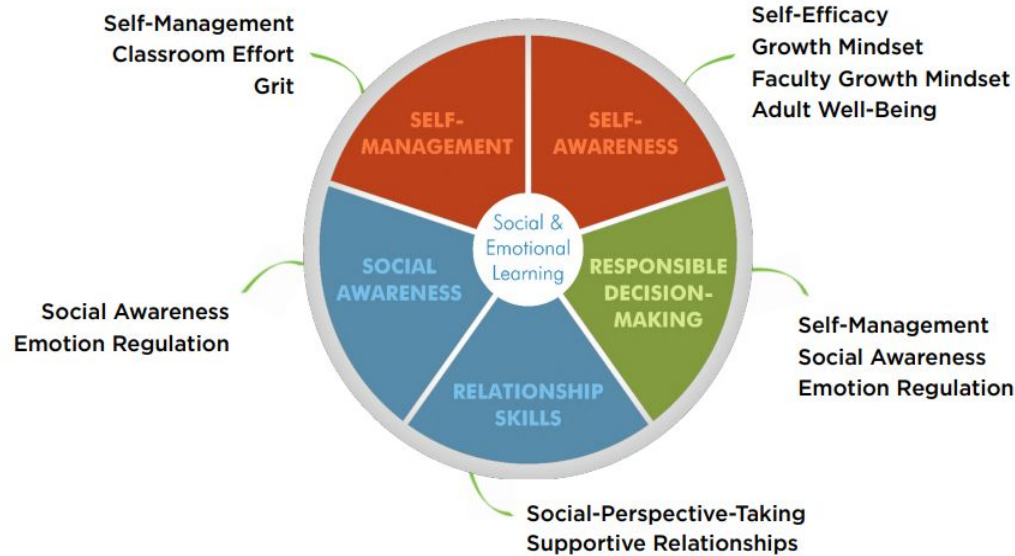 Self-Management
Classroom Effort
Grit
Self-Efficacy
Growth Mindset
Faculty Growth Mindset
Adult Well-Being
SELF-
MANAGEMENT
SELF-
AWARENESS
Social &
Emotional
Learning
SOCIAL
AWARENESS
RESPONSIBLE
DECISION-
MAKING
RELATIONSHIP
SKILLS
Social Awareness
Emotion Regulation
Self-Management
Social Awareness
Emotion Regulation
Social-Perspective-Taking
Supportive Relationships